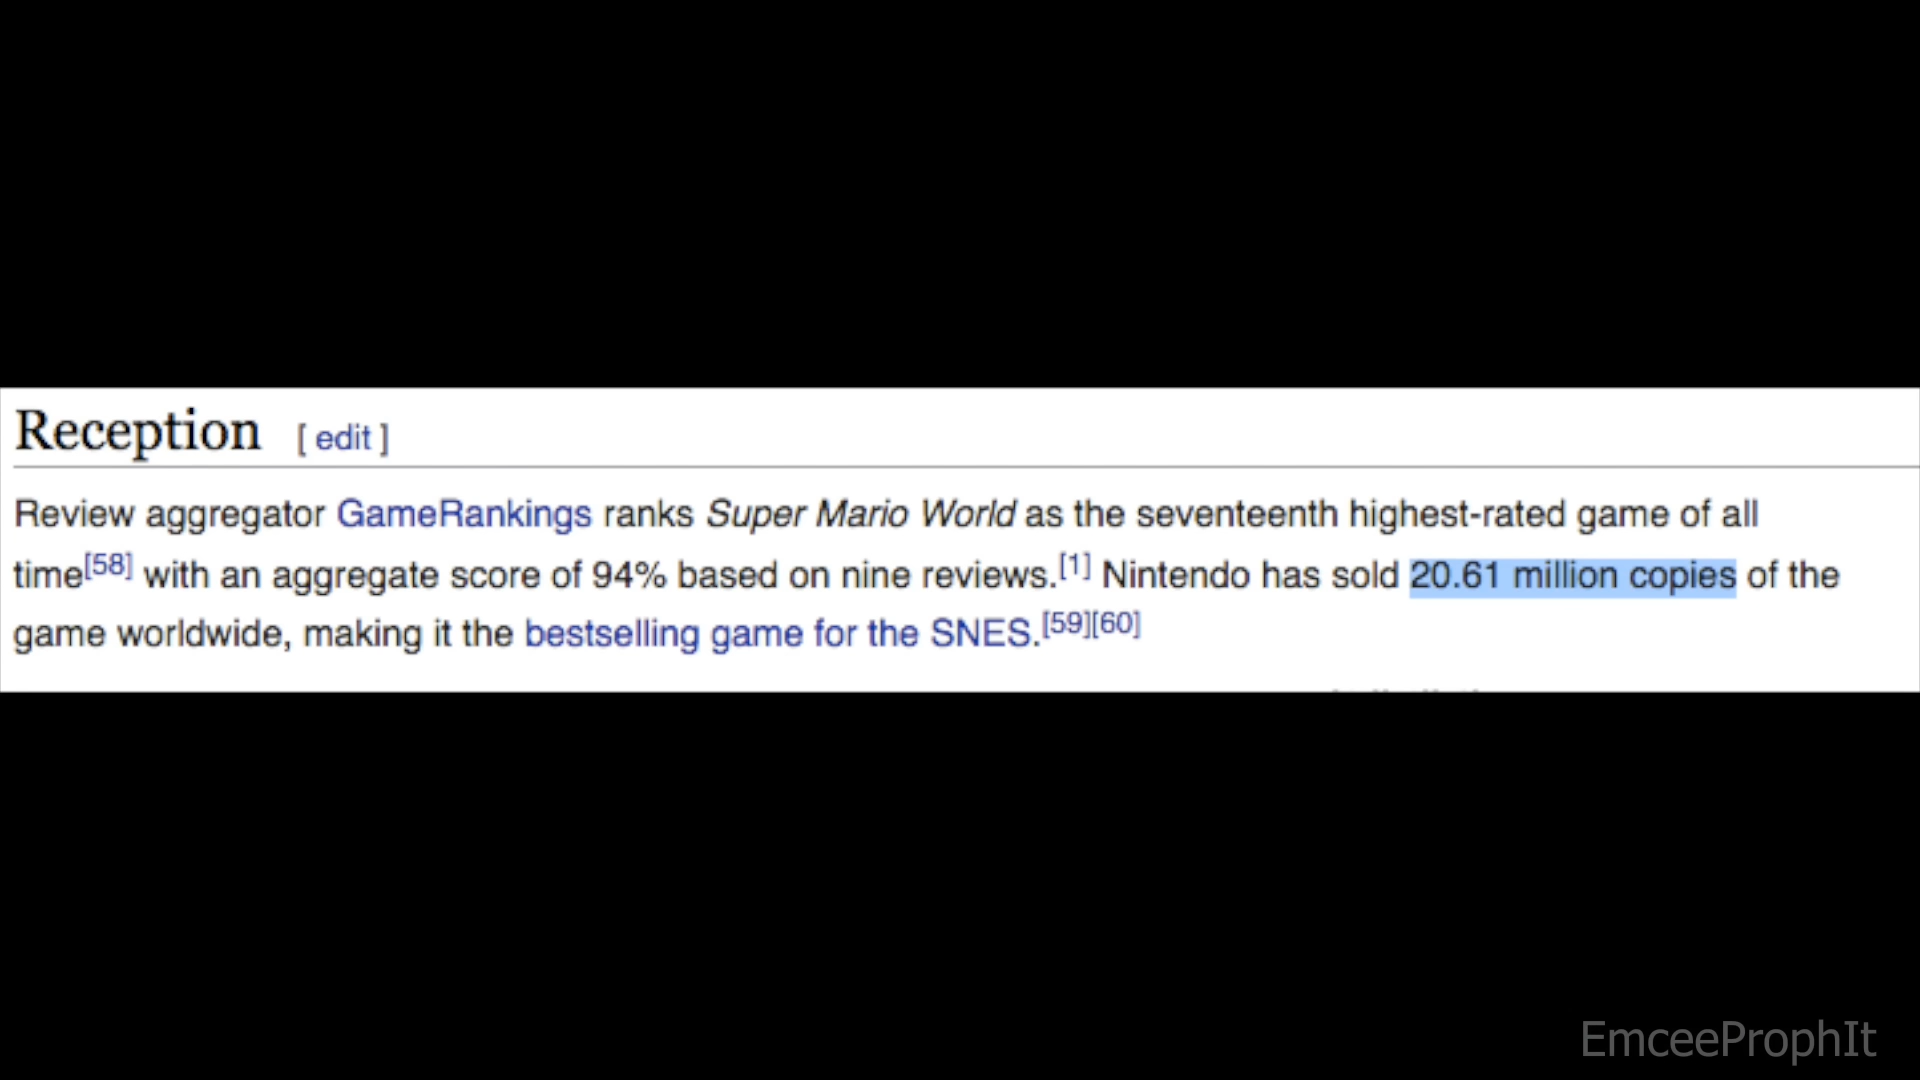 Reception [ edit ]
Review aggregator GameRankings ranks Super Mario World as the seventeenth highest-rated game of all
time[58] with an aggregate score of 94% based on nine reviews.[1] Nintendo has sold 20.61 million copies of the
game worldwide, making it the bestselling game for the SNES.[59][60]
EmceeProphIt